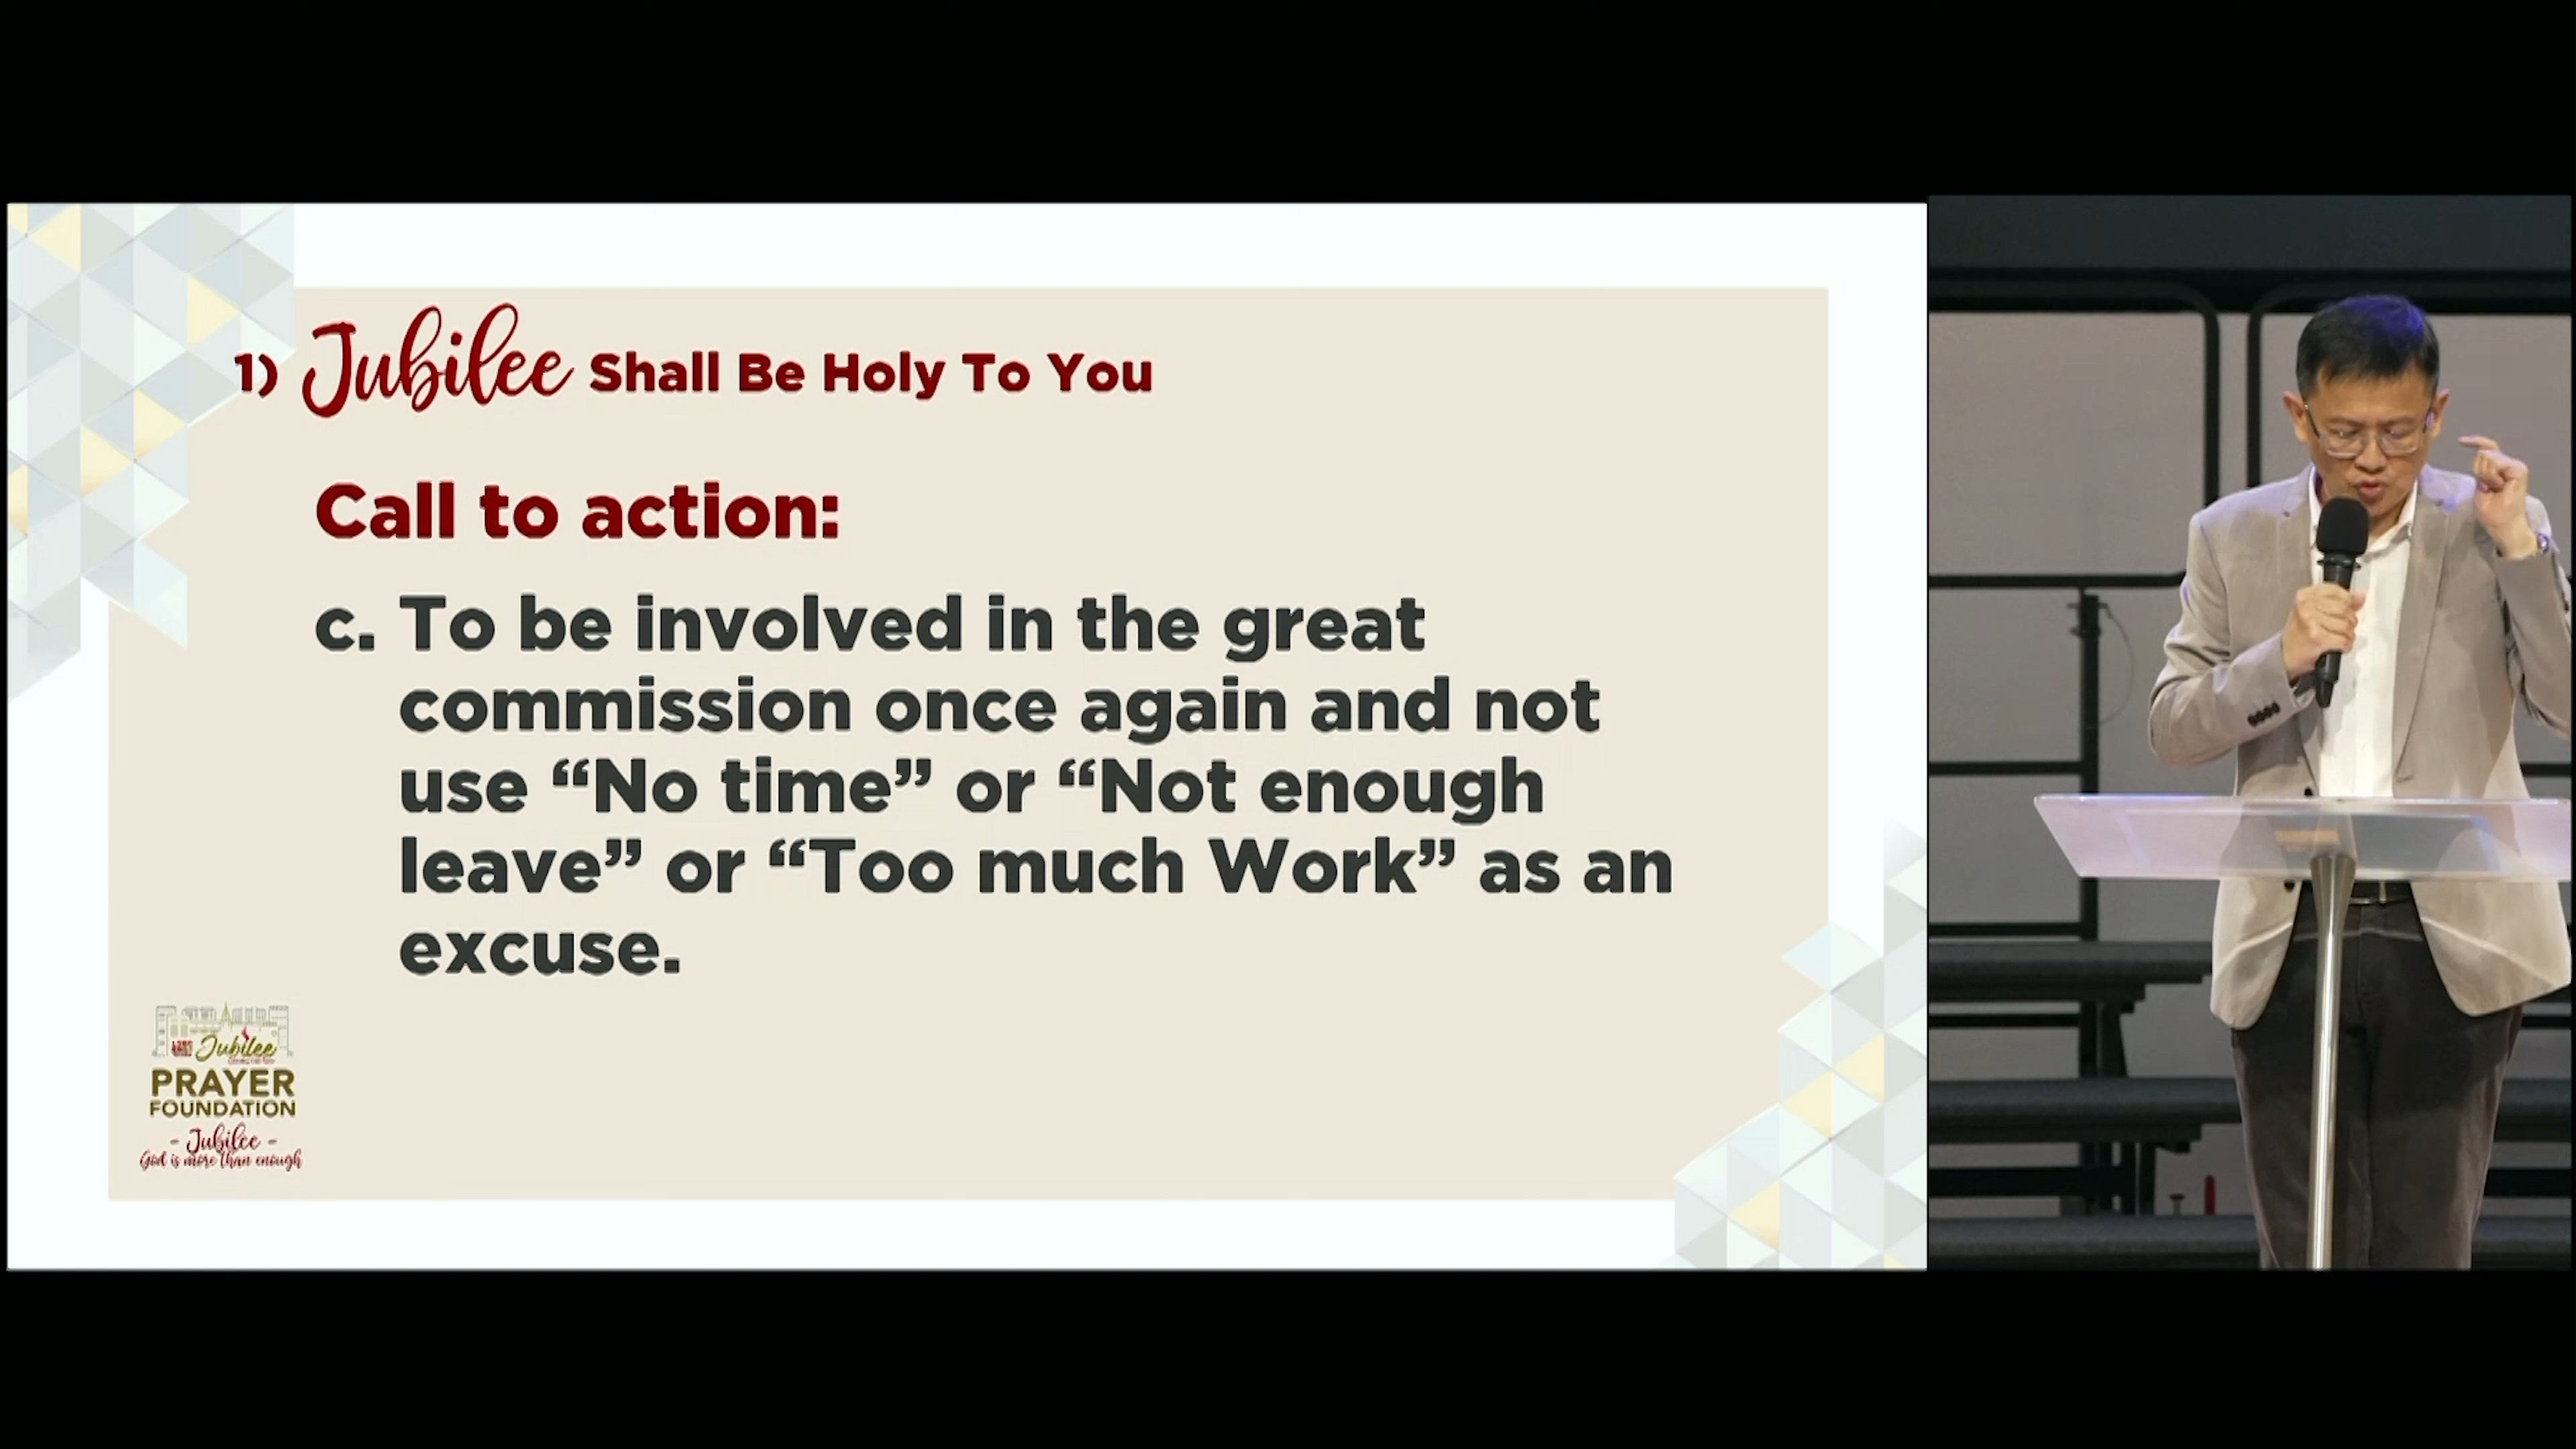 1) Jubilee Shall Be Holy To You
Call to action:
c. To be involved in the great
commission once again and not
use “No time” or “Not enough
leave” or “Too much Work” as an
excuse.
Jubilee
PRAYER
FOUNDATION
- Jubilee -
God is more than enough